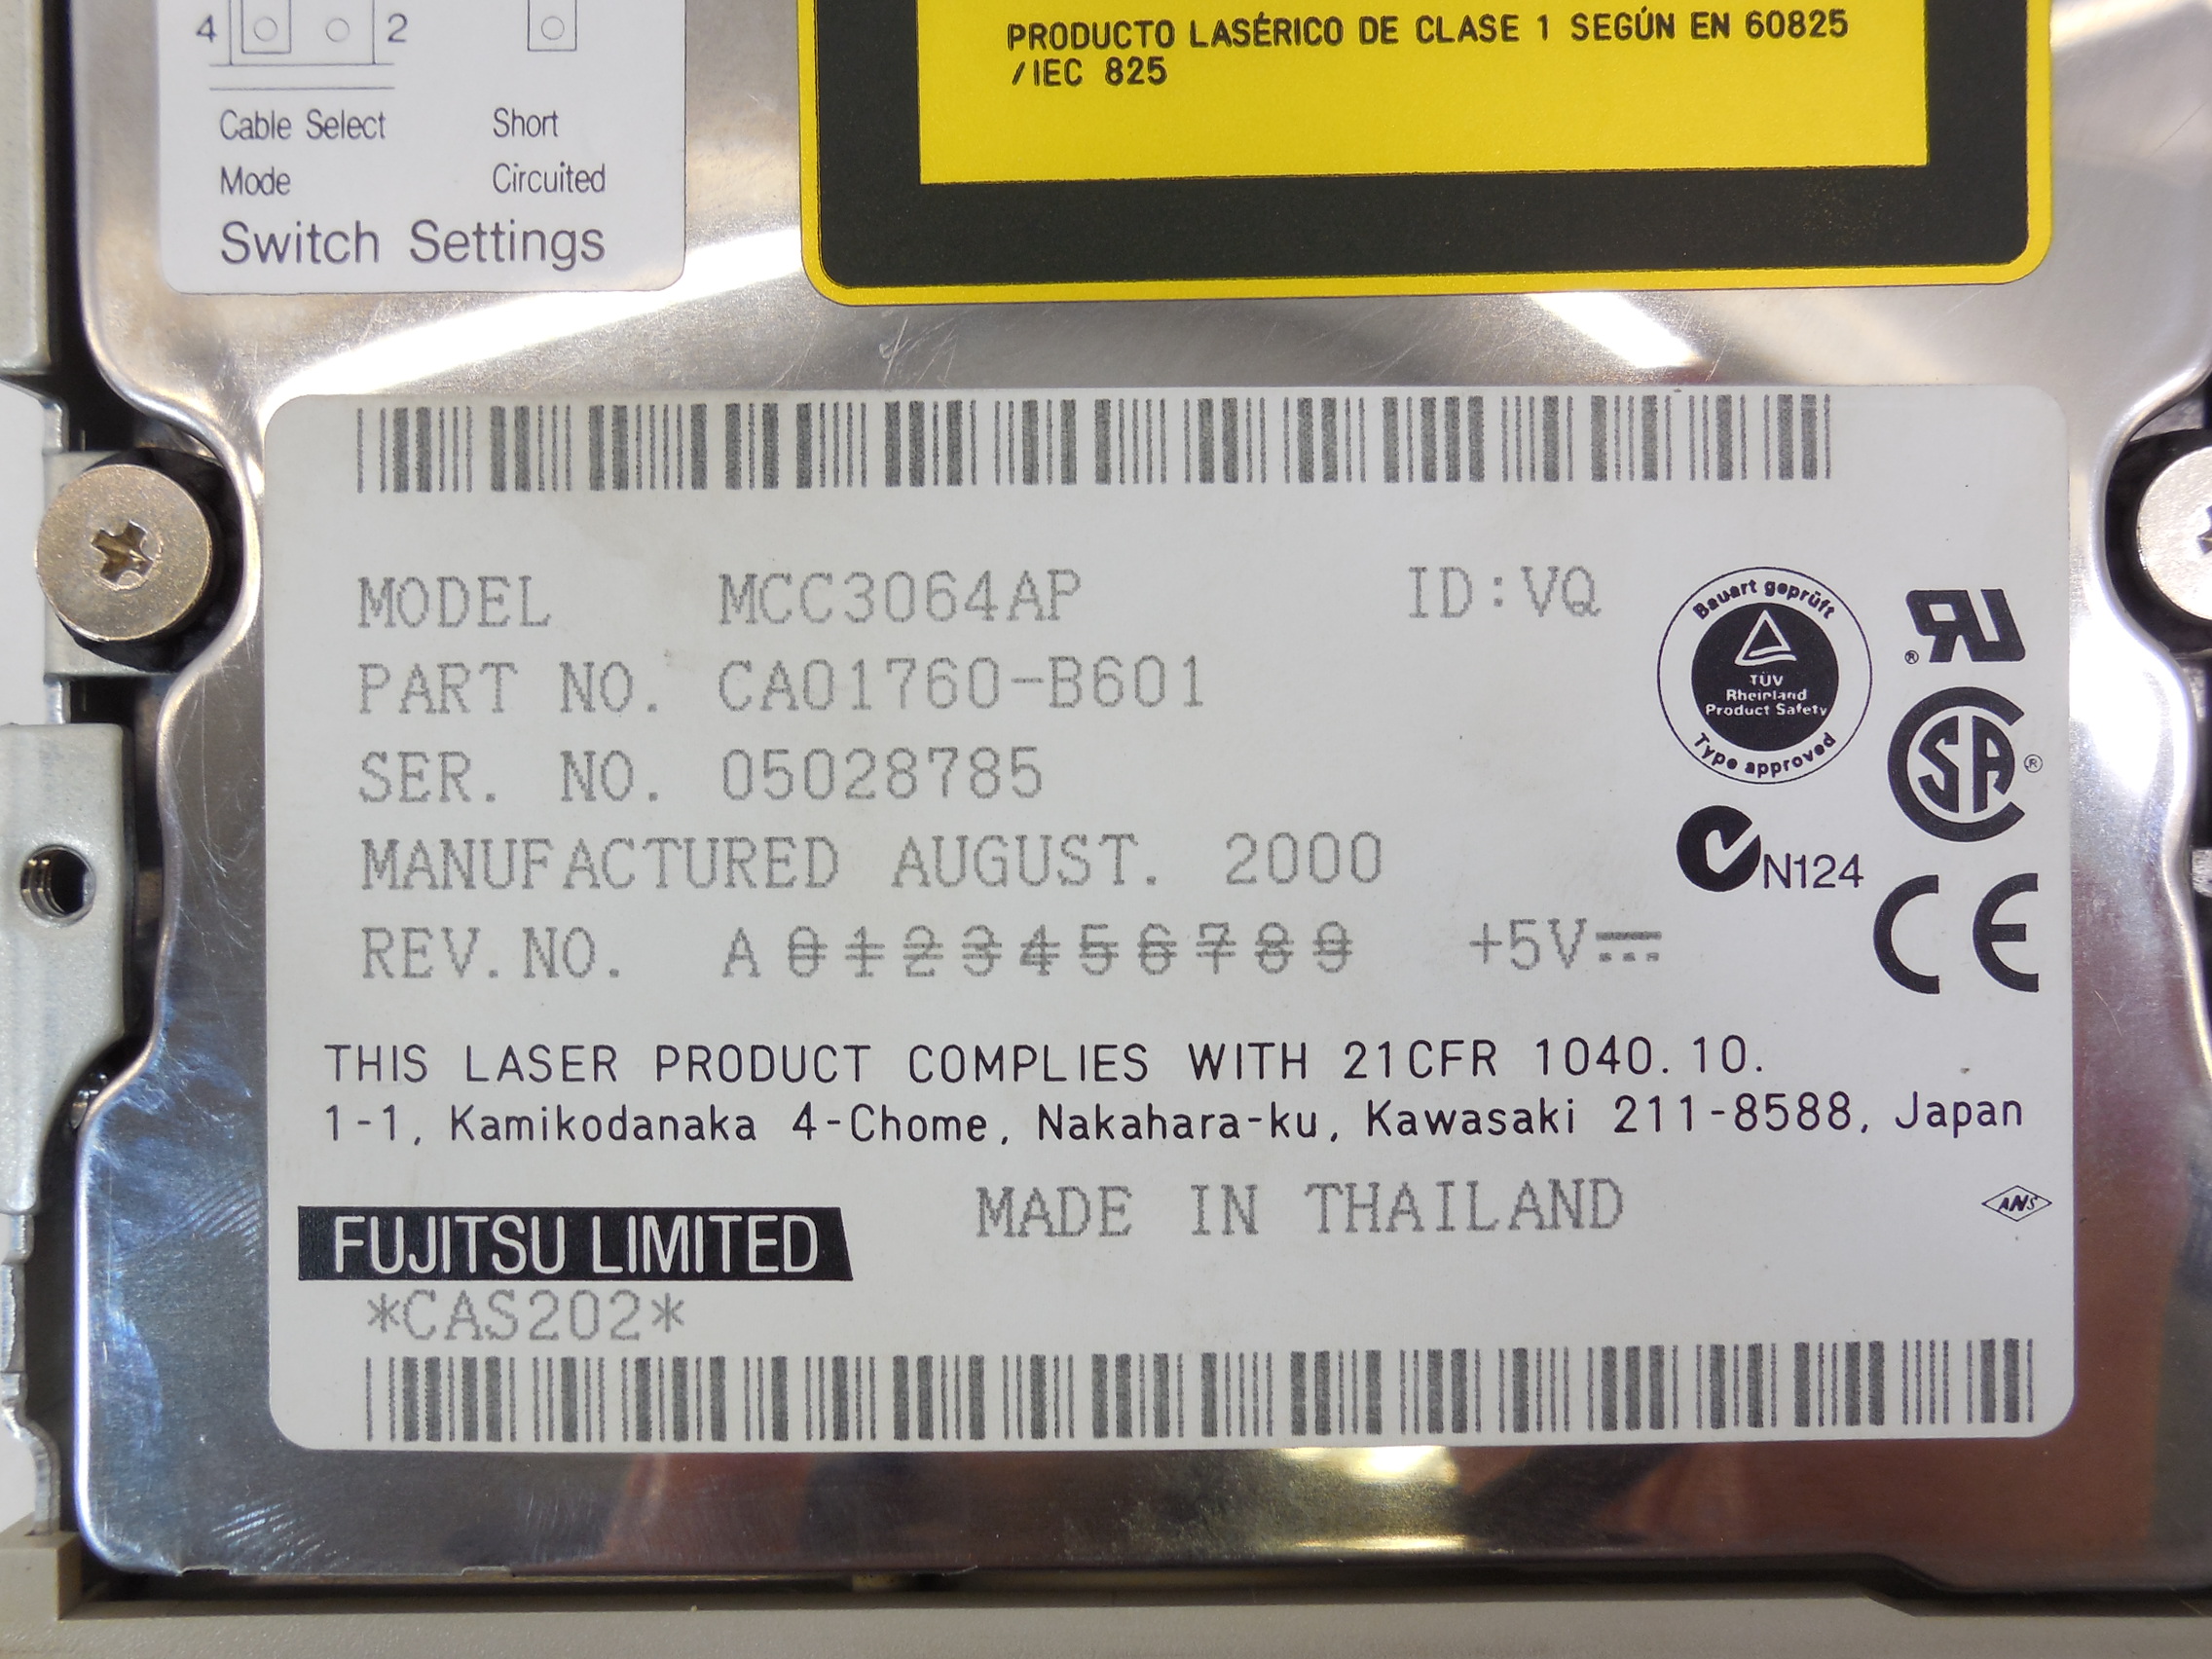 4 2
Cable Select Short
Mode Circuited
Switch Settings
PRODUCTO LASÉRICO DE CLASE 1 SEGÚN EN 60825
/IEC 825
MODEL MCC3064AP ID:VQ
PART NO. CA01760-B601
SER. NO. 05028785
MANUFACTURED AUGUST. 2000
REV.NO. A 0 1 2 3 4 5 6 7 8 9 +5V
Bauart geprüft
TÜV
Rheinland
Product Safety
Type approved
RU®
SA®
N124
CE
THIS LASER PRODUCT COMPLIES WITH 21CFR 1040.10.
1-1, Kamikodanaka 4-Chome, Nakahara-ku, Kawasaki 211-8588, Japan
FUJITSU LIMITED
MADE IN THAILAND
ANS
*CAS202*